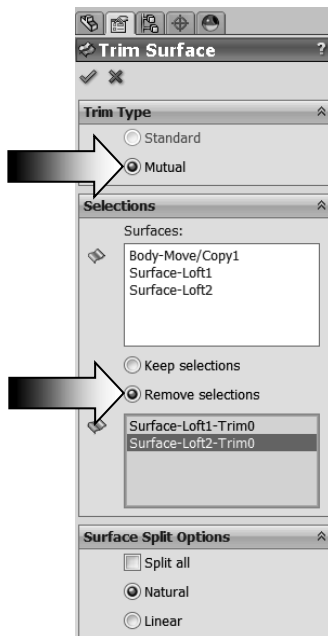 Trim Surface ?
Trim Type
Standard
Mutual
Selections
Surfaces:
Body-Move/Copy1
Surface-Loft1
Surface-Loft2
Keep selections
Remove selections
Surface-Loft1-Trim0
Surface-Loft2-Trim0
Surface Split Options
Split all
Natural
Linear